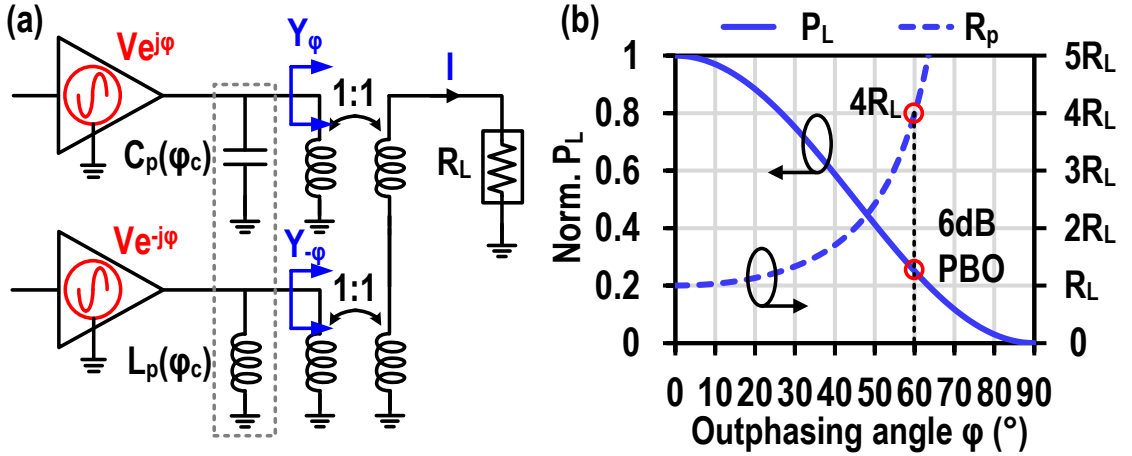 (a)
Ve^jφ
Y_φ
I
1:1
C_p(φ_c)
R_L
Ve^-jφ
Y_-φ
1:1
L_p(φ_c)
(b)
P_L
R_p
1
0.8
0.6
0.4
0.2
0
Norm. P_L
5R_L
4R_L
3R_L
2R_L
R_L
0
4R_L
6dB
PBO
0 10 20 30 40 50 60 70 80 90
Outphasing angle φ (°)